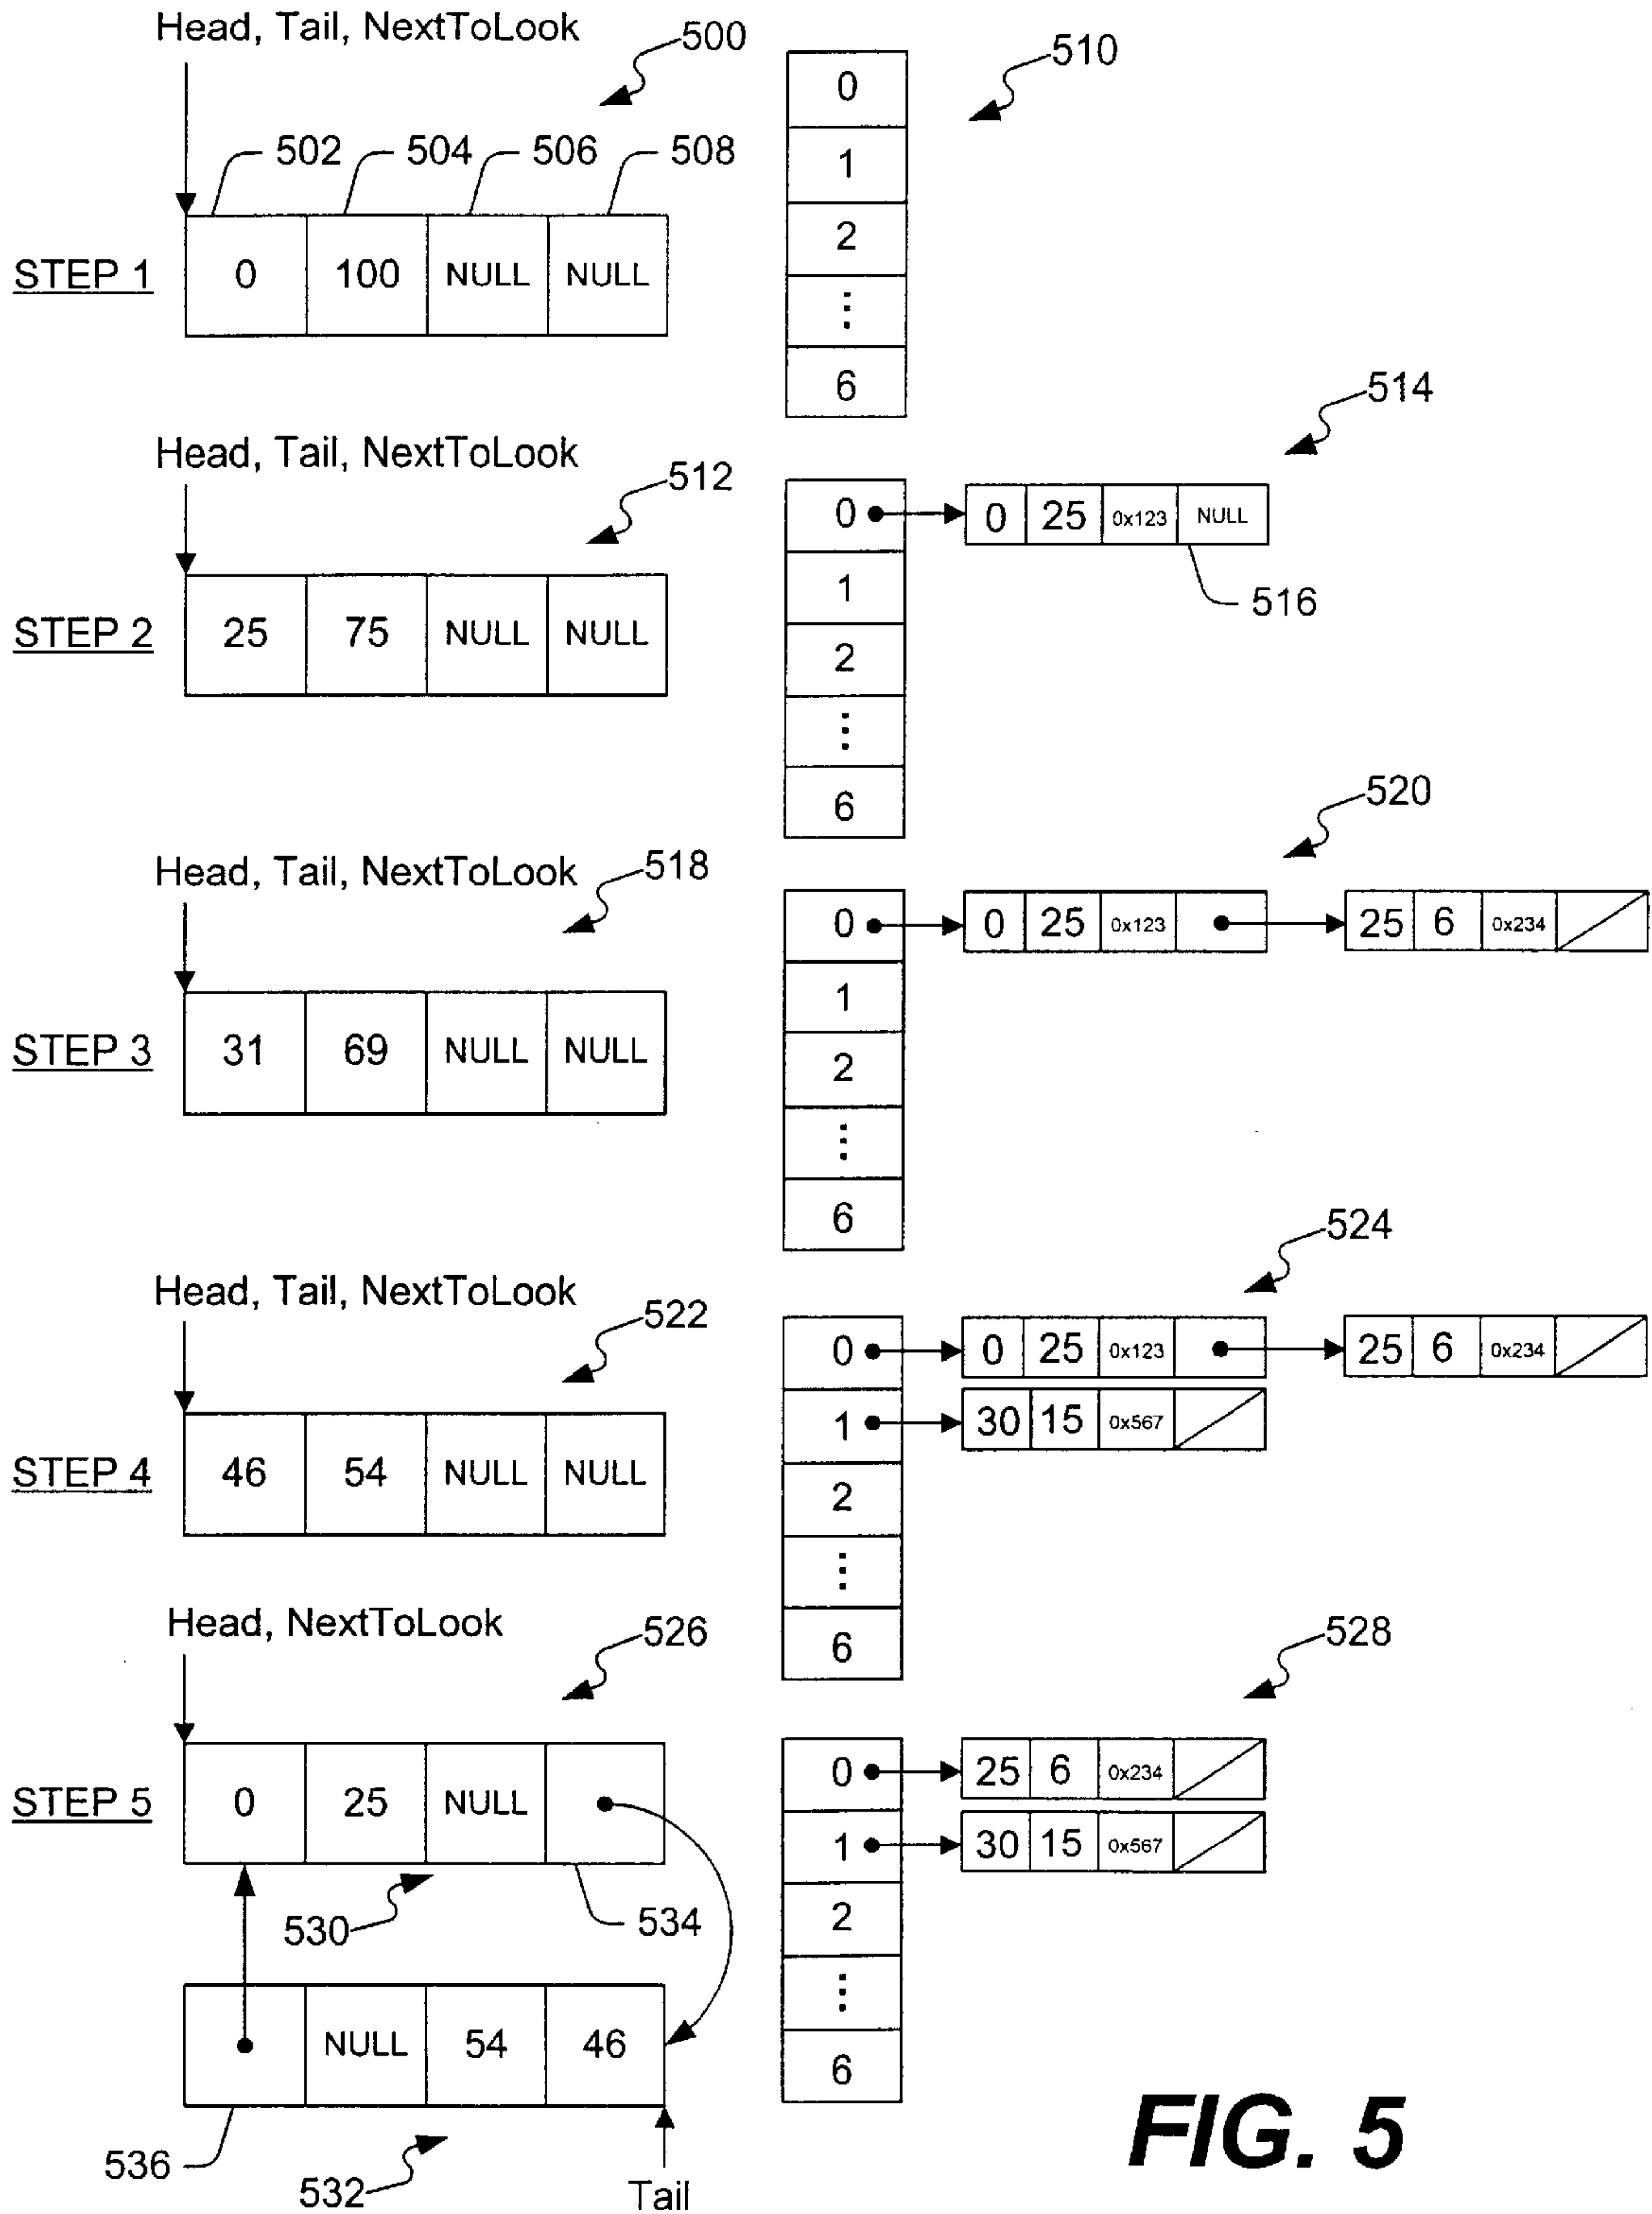 Head, Tail, NextToLook
500
510
0
1
2
⋮
6
502
504
506
508
STEP 1
0 100 NULL NULL
514
Head, Tail, NextToLook
512
0
1
2
⋮
6
0 25 0x123 NULL
516
STEP 2
25 75 NULL NULL
520
Head, Tail, NextToLook
518
0
1
2
⋮
6
0 25 0x123
25 6 0x234
STEP 3
31 69 NULL NULL
524
Head, Tail, NextToLook
522
0
1
2
⋮
6
0 25 0x123
25 6 0x234
30 15 0x567
STEP 4
46 54 NULL NULL
Head, NextToLook
526
528
0
1
2
⋮
6
25 6 0x234
30 15 0x567
STEP 5
0 25 NULL
530
534
NULL 54 46
536
532
Tail
FIG. 5